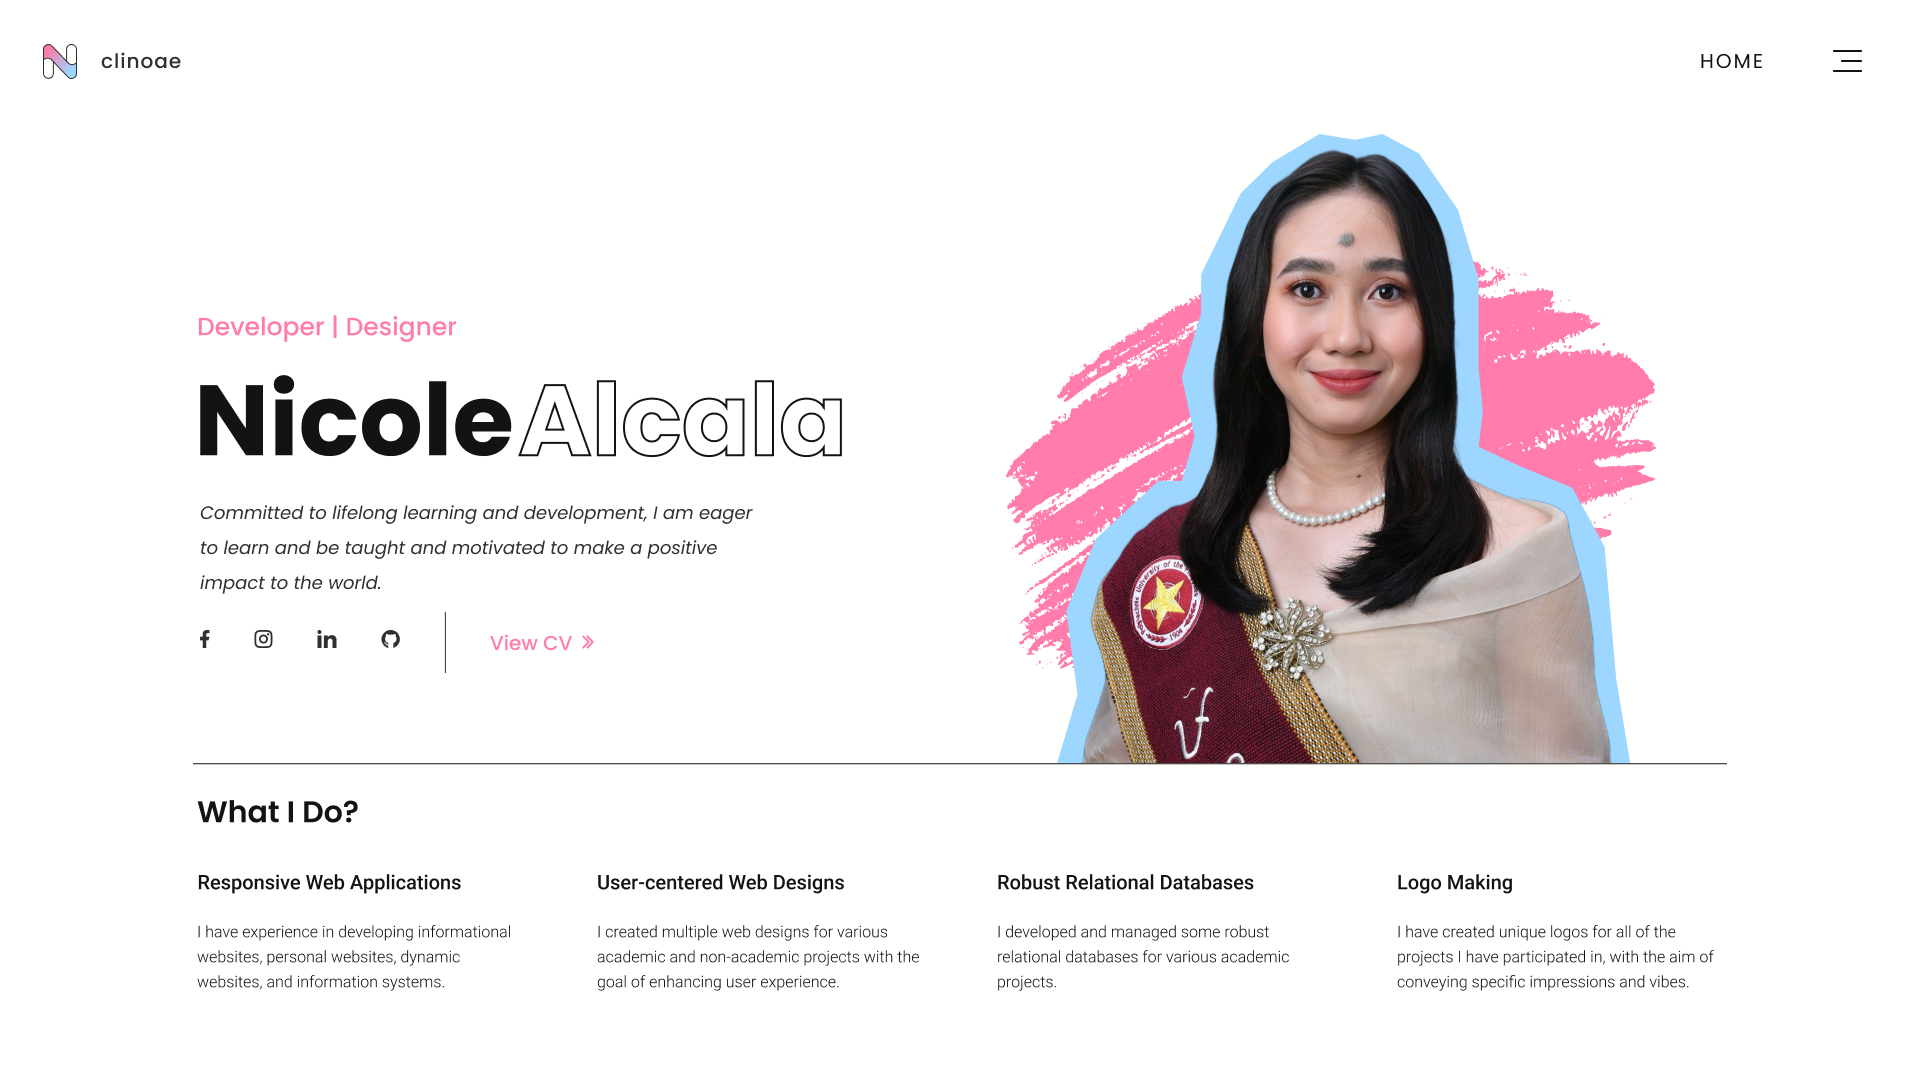 clinoae
HOME
Developer | Designer
Nicole Alcala
Committed to lifelong learning and development, I am eager
to learn and be taught and motivated to make a positive
impact to the world.
View CV
Polytechnic University of the
1904
What I Do?
Responsive Web Applications
I have experience in developing informational
websites, personal websites, dynamic
websites, and information systems.
User-centered Web Designs
I created multiple web designs for various
academic and non-academic projects with the
goal of enhancing user experience.
Robust Relational Databases
I developed and managed some robust
relational databases for various academic
projects.
Logo Making
I have created unique logos for all of the
projects I have participated in, with the aim of
conveying specific impressions and vibes.